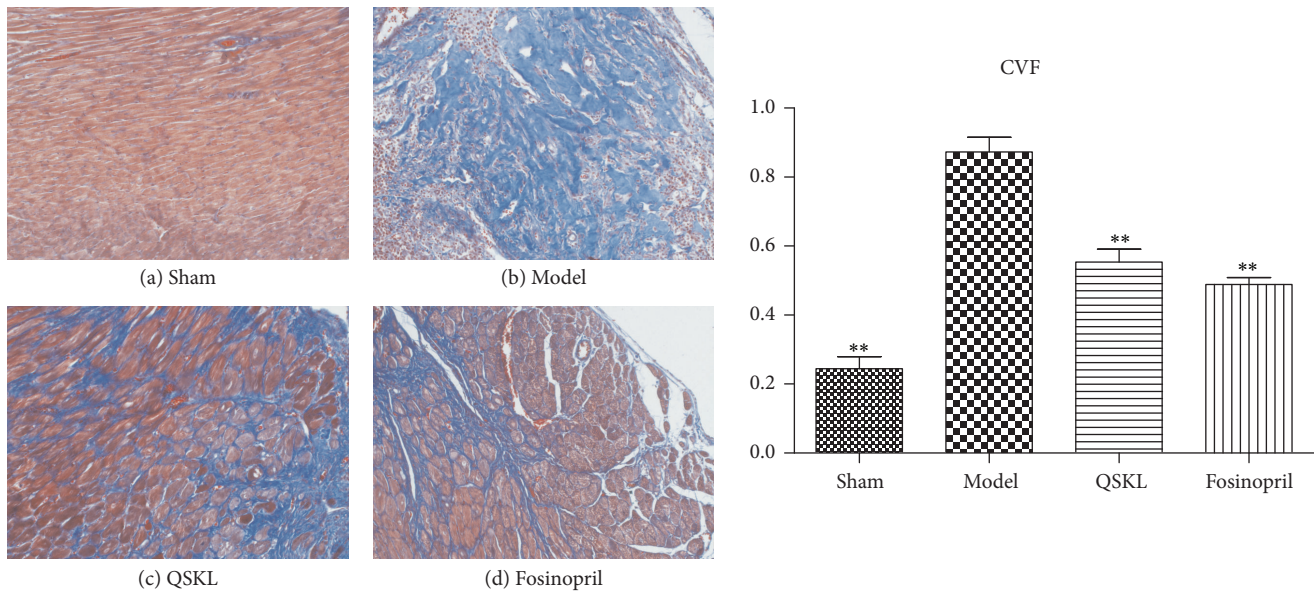 (a) Sham
(b) Model
(c) QSKL
(d) Fosinopril
CVF
1.0
0.8
0.6
0.4
0.2
0.0
**
**
**
Sham
Model
QSKL
Fosinopril